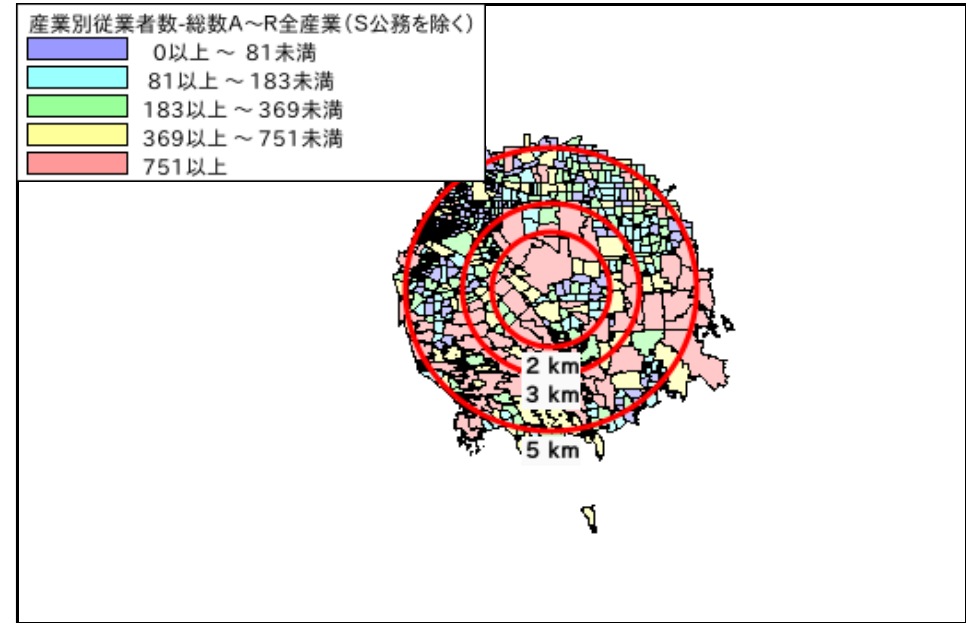 産業別従業者数-総数A～R全産業(S公務を除く)
0以上 ～ 81未満
81以上 ～ 183未満
183以上 ～ 369未満
369以上 ～ 751未満
751以上
2 km
3 km
5 km